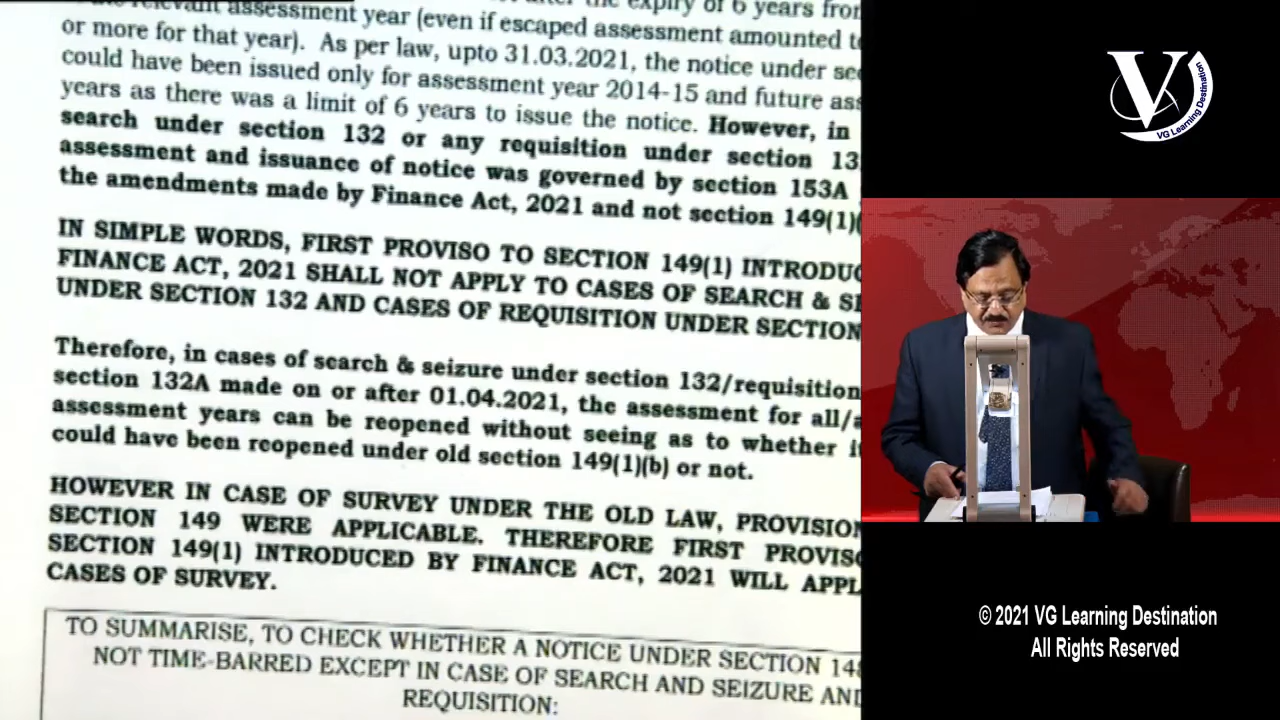 relevant assessment year (even if escaped assessment amounted
or more for that year). As per law, upto 31.03.2021, the notice under
could have been issued only for assessment year 2014-15 and future
years as there was a limit of 6 years to issue the notice. However, in
search under section 132 or any requisition under section
assessment and issuance of notice was governed by section 153A
the amendments made by Finance Act, 2021 and not section 149(1)
IN SIMPLE WORDS, FIRST PROVISO TO SECTION 149(1)
FINANCE ACT, 2021 SHALL NOT APPLY TO CASES OF SEARCH &
UNDER SECTION 132 AND CASES OF REQUISITION UNDER SECTION
Therefore, in cases of search & seizure under section 132/requisition
section 132A made on or after 01.04.2021, the assessment for all/
assessment years can be reopened without seeing as to whether
could have been reopened under old section 149(1)(b) or not.
HOWEVER IN CASE OF SURVEY UNDER THE OLD LAW,
SECTION 149 WERE APPLICABLE. THEREFORE FIRST
SECTION 149(1) INTRODUCED BY FINANCE ACT, 2021 WILL
CASES OF SURVEY.
TO SUMMARISE, TO CHECK WHETHER A NOTICE UNDER SECTION
NOT TIME-BARRED EXCEPT IN CASE OF SEARCH AND SEIZURE
REQUISITION:
V
VG Learning Destination
© 2021 VG Learning Destination
All Rights Reserved